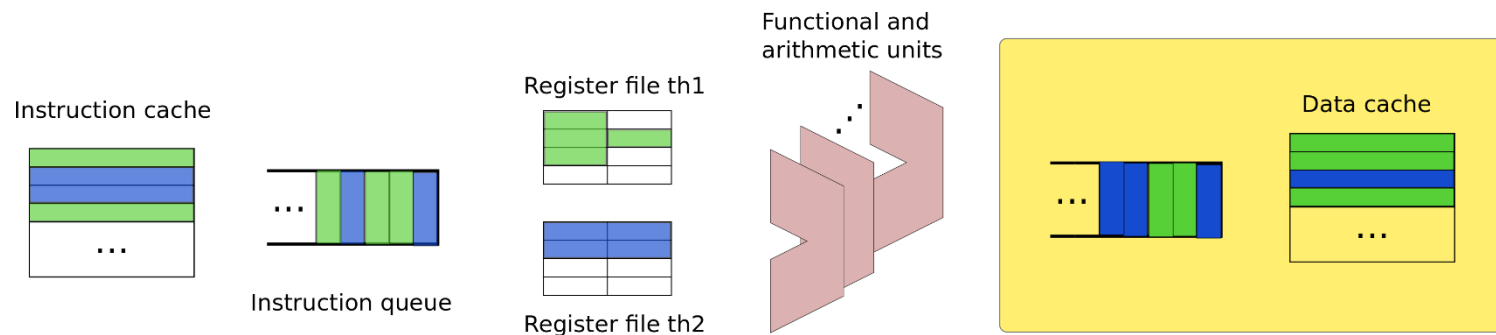 Instruction cache
...
...
Instruction queue
Register file th1
Register file th2
Functional and
arithmetic units
...
...
Data cache
...